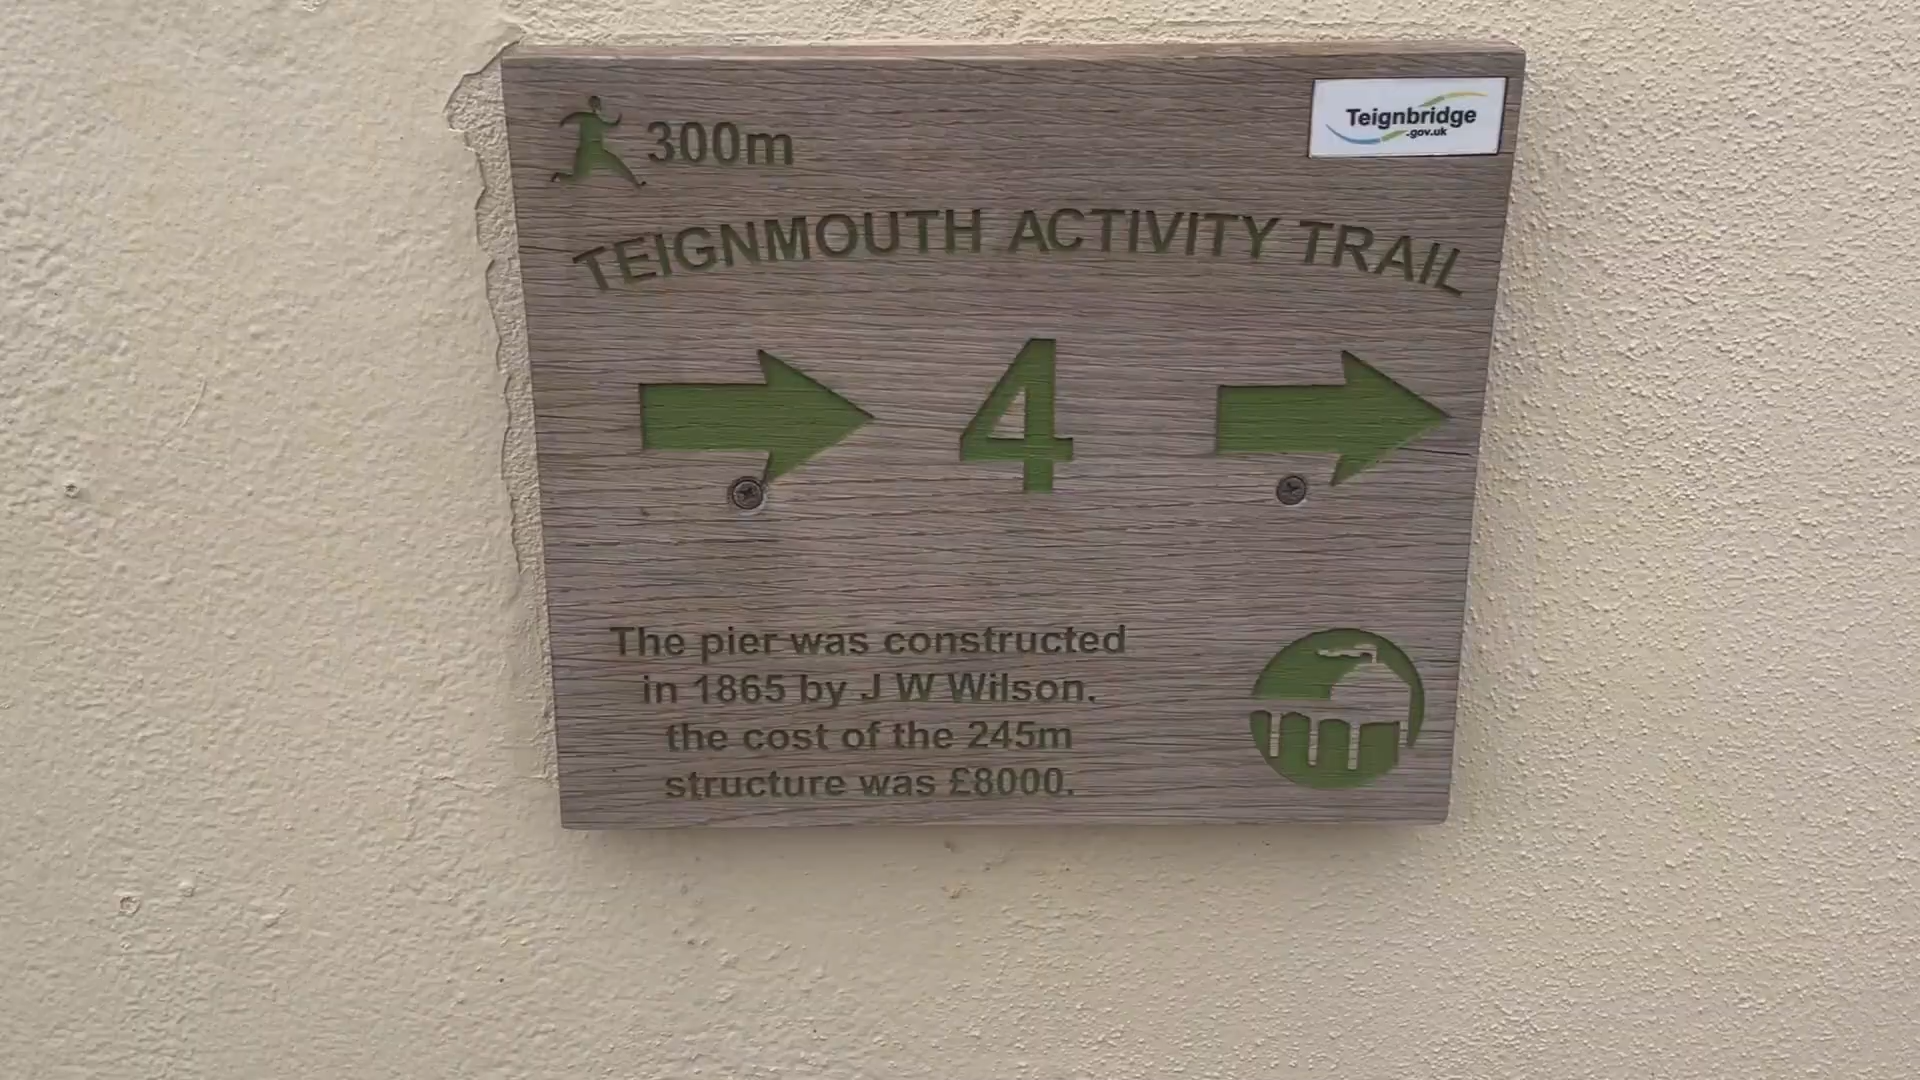 300m
Teignbridge
.gov.uk
TEIGNMOUTH ACTIVITY TRAIL
4
The pier was constructed
in 1865 by J W Wilson.
the cost of the 245m
structure was £8000.